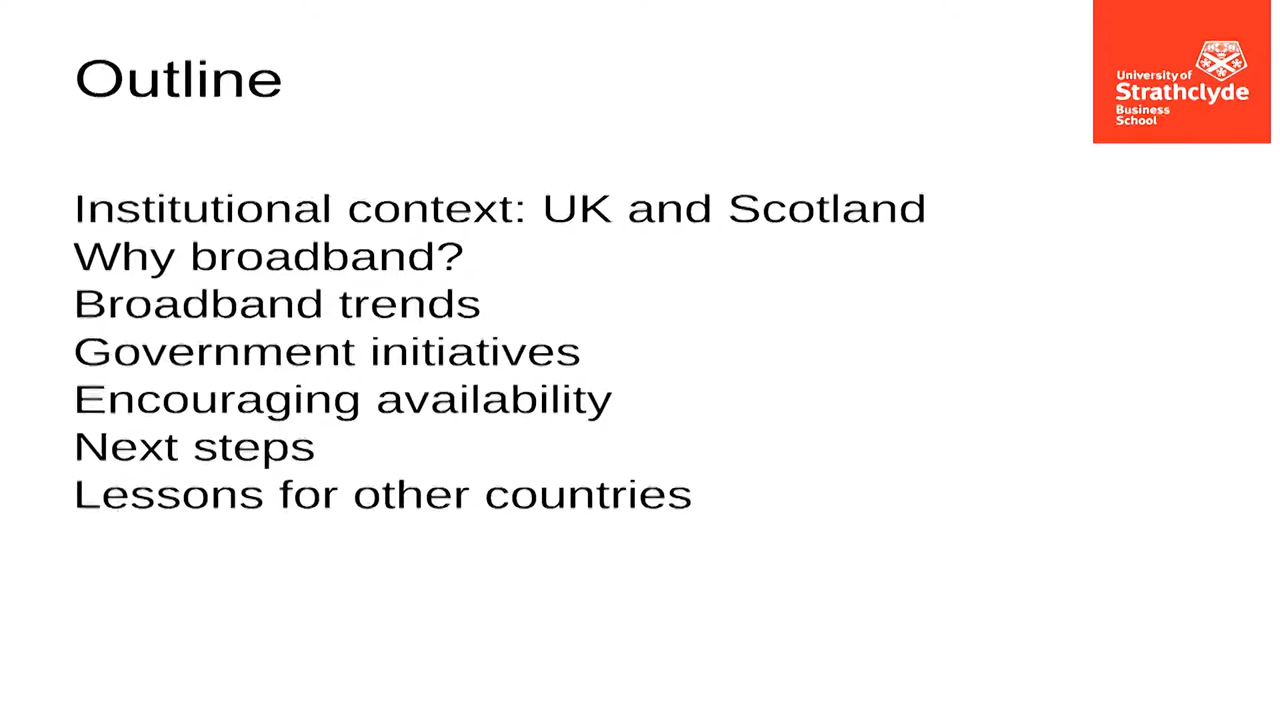 Outline
University of
Strathclyde
Business
School
Institutional context: UK and Scotland
Why broadband?
Broadband trends
Government initiatives
Encouraging availability
Next steps
Lessons for other countries